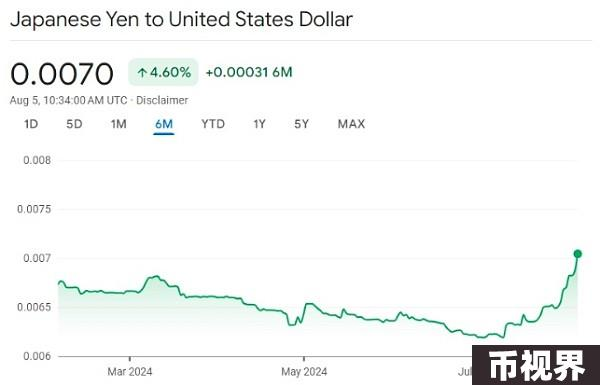 Japanese Yen to United States Dollar
0.0070 ↑ 4.60% +0.00031 6M
Aug 5, 10:34:00 AM UTC · Disclaimer
1D 5D 1M 6M YTD 1Y 5Y MAX
0.008
0.0075
0.007
0.0065
0.006
Mar 2024 May 2024 Jul
币视界